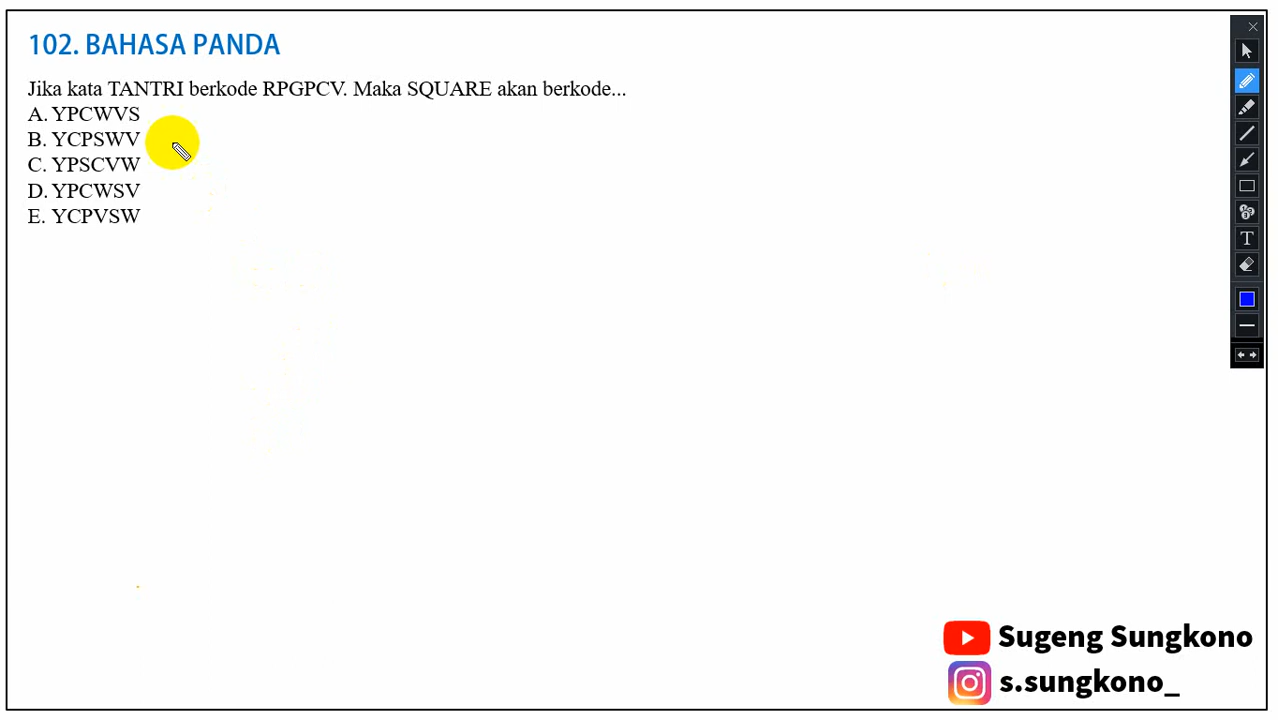 102. BAHASA PANDA
Jika kata TANTRI berkode RPGPCV. Maka SQUARE akan berkode...
A. YPCWVS
B. YCPSWV
C. YPSCVW
D. YPCWSV
E. YCPVSW
Sugeng Sungkono
s.sungkono_